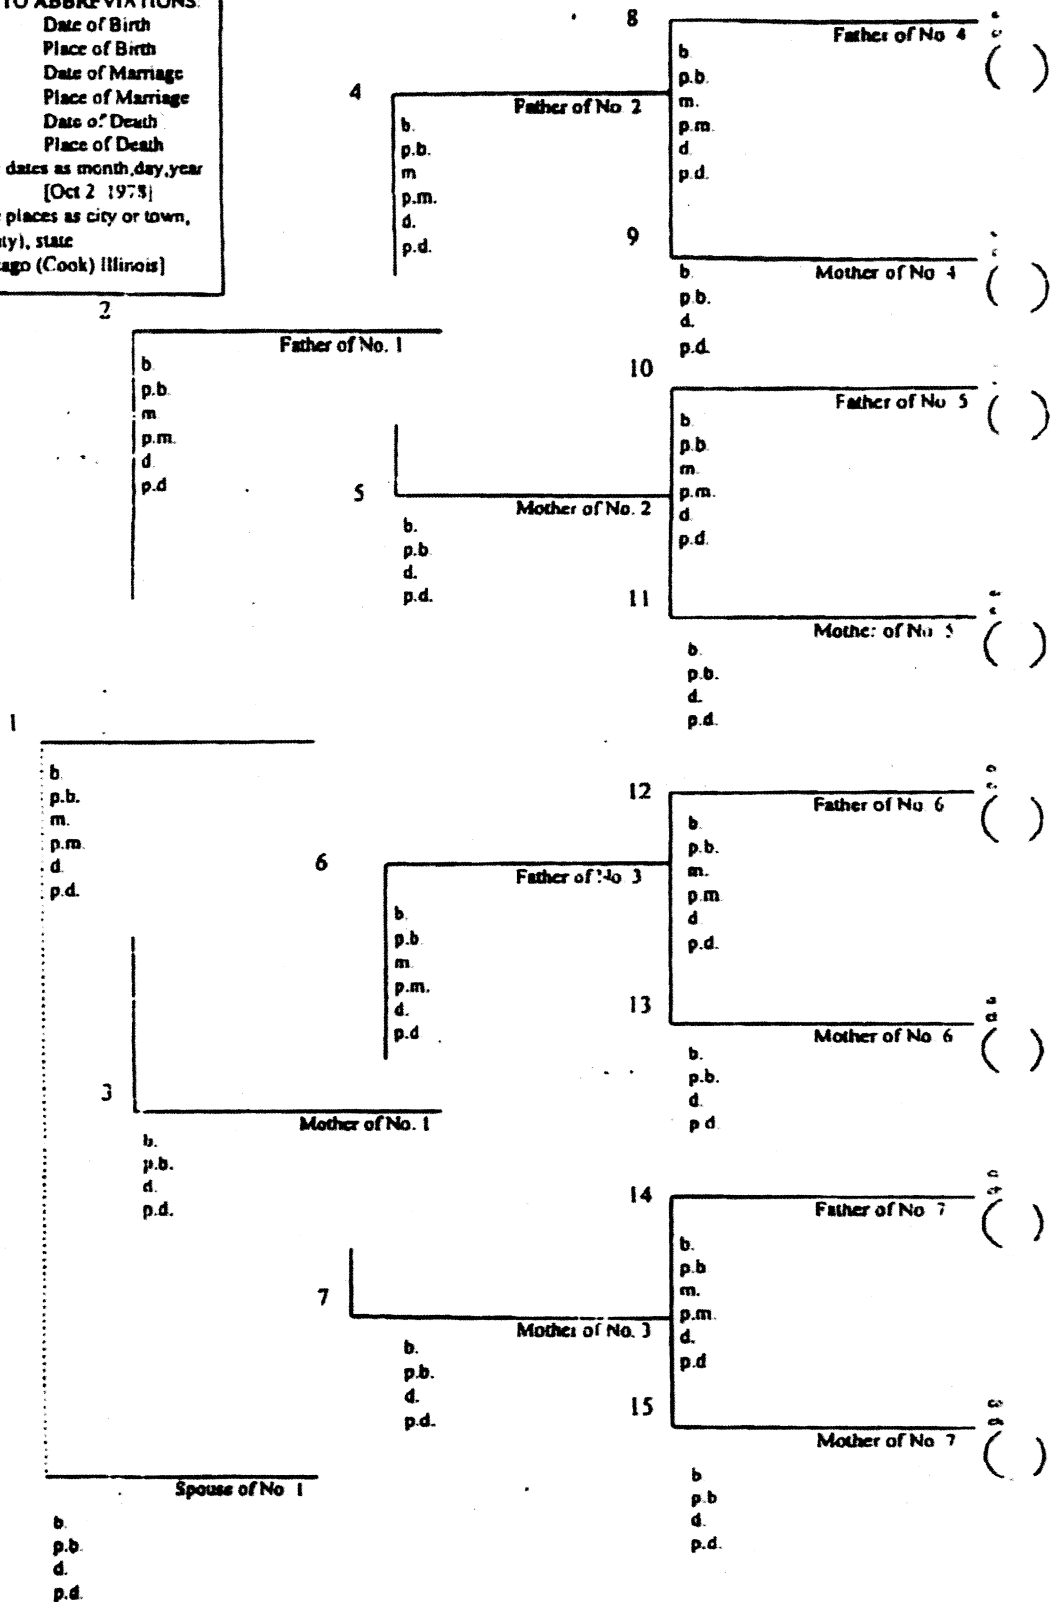 TO ABBREVIATIONS:
Date of Birth
Place of Birth
Date of Marriage
Place of Marriage
Date of Death
Place of Death
dates as month,day,year
[Oct 2 1978]
places as city or town,
state
(Cook) Illinois]
8
Father of No 4
b.
p.b.
m.
p.m.
d.
p.d.
( )
4
Father of No 2
b.
p.b.
m
p.m.
d.
p.d.
9
Mother of No 4
b.
p.b.
d.
p.d.
( )
2
Father of No. 1
b.
p.b.
m
p.m.
d.
p.d
10
Father of No 5
b.
p.b.
m.
p.m.
d.
p.d.
( )
5
Mother of No. 2
b.
p.b
d.
p.d.
11
Mother of No 5
b.
p.b.
d.
p.d.
( )
1
b.
p.b.
m.
p.m.
d.
p.d.
12
Father of No 6
b.
p.b.
m.
p.m
d
p.d.
( )
6
Father of No 3
b.
p.b
m
p.m.
d.
p.d
13
Mother of No 6
b.
p.b.
d.
p d.
( )
3
Mother of No. 1
b.
p.b.
d.
p.d.
14
Father of No 7
b.
p.b
m.
p.m.
d.
p.d
( )
7
Mother of No. 3
b.
p.b.
d.
p.d.
15
Mother of No 7
b
p.b
d.
p.d.
( )
Spouse of No 1
b.
p.b.
d.
p.d.